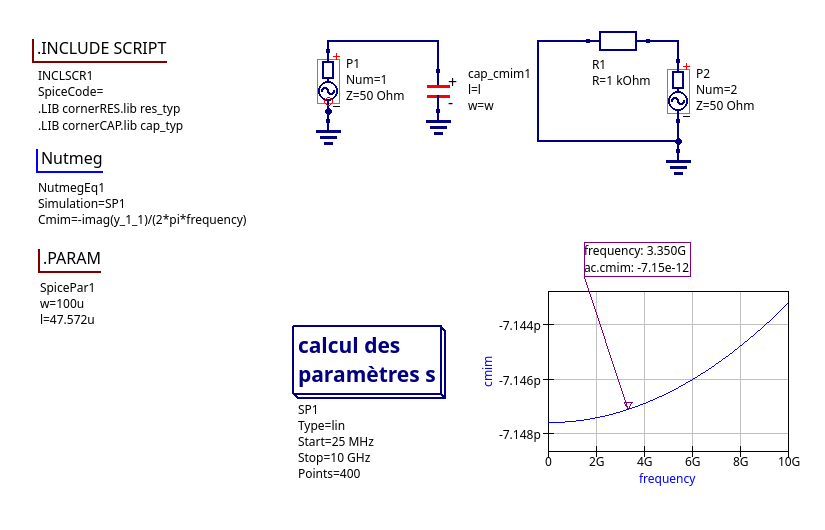 .INCLUDE SCRIPT
INCLSCR1
SpiceCode=
.LIB cornerRES.lib res_typ
.LIB cornerCAP.lib cap_typ
Nutmeg
NutmegEq1
Simulation=SP1
Cmim=-imag(y_1_1)/(2*pi*frequency)
.PARAM
SpicePar1
w=100u
l=47.572u
+
P1
Num=1
Z=50 Ohm
−
+
cap_cmim1
l=l
w=w
-
R1
R=1 kOhm
+
P2
Num=2
Z=50 Ohm
−
calcul des
paramètres s
SP1
Type=lin
Start=25 MHz
Stop=10 GHz
Points=400
frequency: 3.350G
ac.cmim: -7.15e-12
cmim
-7.144p
-7.146p
-7.148p
0 2G 4G 6G 8G 10G
frequency